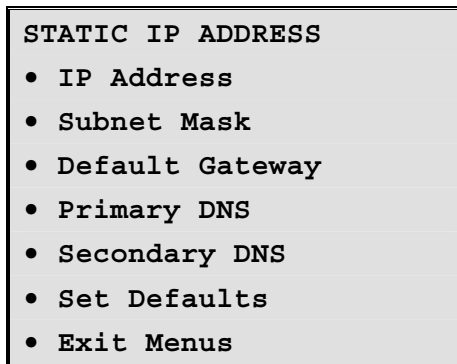 STATIC IP ADDRESS
• IP Address
• Subnet Mask
• Default Gateway
• Primary DNS
• Secondary DNS
• Set Defaults
• Exit Menus